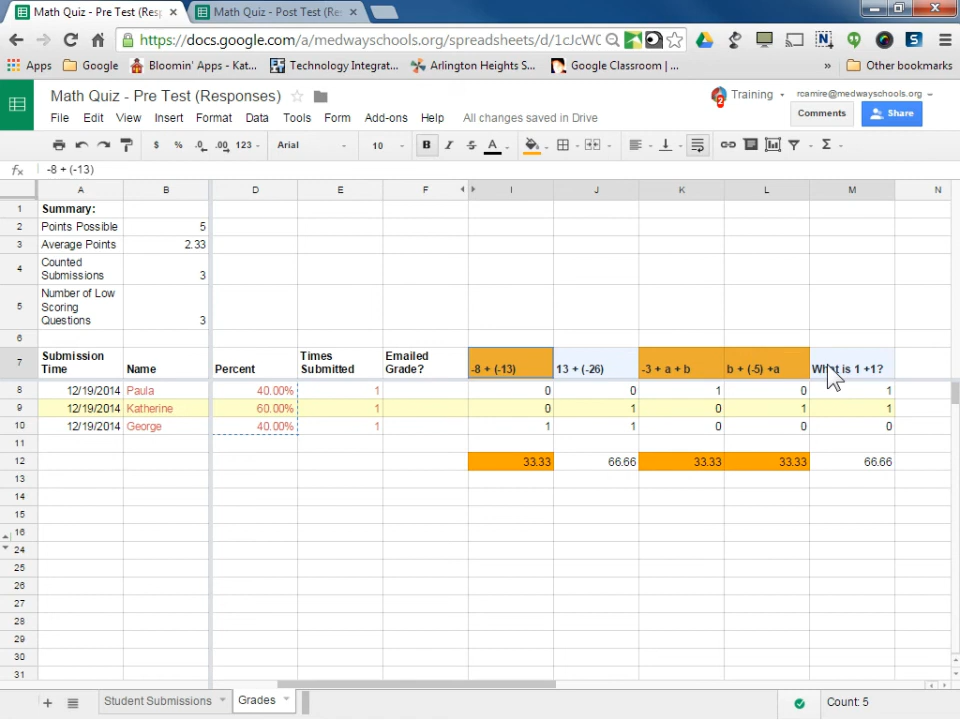 Math Quiz - Pre Test (Resp
Math Quiz - Post Test (Re
https://docs.google.com/a/medwayschools.org/spreadsheets/d/1cJcWC
Apps Google Bloomin' Apps - Kat... Technology Integrat... Arlington Heights S... Google Classroom | ... » Other bookmarks
Math Quiz - Pre Test (Responses)
2 Training rcamire@medwayschools.org
File Edit View Insert Format Data Tools Form Add-ons Help All changes saved in Drive
Comments Share
$ % .0_ .00_ 123 Arial 10 B I S A Σ
fx -8 + (-13)
A B D E F I J K L M N
1 Summary:
2 Points Possible 5
3 Average Points 2.33
4 Counted Submissions 3
5 Number of Low Scoring Questions 3
6
7 Submission Time Name Percent Times Submitted Emailed Grade? -8 + (-13) 13 + (-26) -3 + a + b b + (-5) +a What is 1 +1?
8 12/19/2014 Paula 40.00% 1 0 0 1 0 1
9 12/19/2014 Katherine 60.00% 1 0 1 0 1 1
10 12/19/2014 George 40.00% 1 1 1 0 0 0
11
12 33.33 66.66 33.33 33.33 66.66
13
14
15
16
24
25
26
27
28
29
30
31
Student Submissions Grades Count: 5